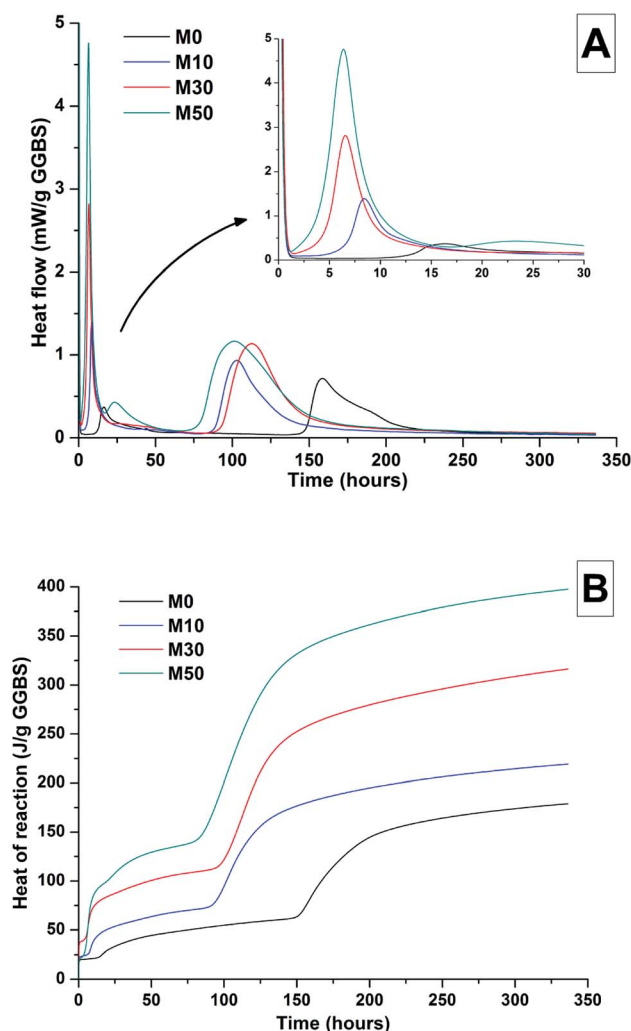 A
M0
M10
M30
M50
Heat flow (mW/g GGBS)
5
4
3
2
1
0
0 50 100 150 200 250 300 350
Time (hours)
5
4
3
2
1
0
0 5 10 15 20 25 30
B
M0
M10
M30
M50
Heat of reaction (J/g GGBS)
400
350
300
250
200
150
100
50
0
0 50 100 150 200 250 300 350
Time (hours)